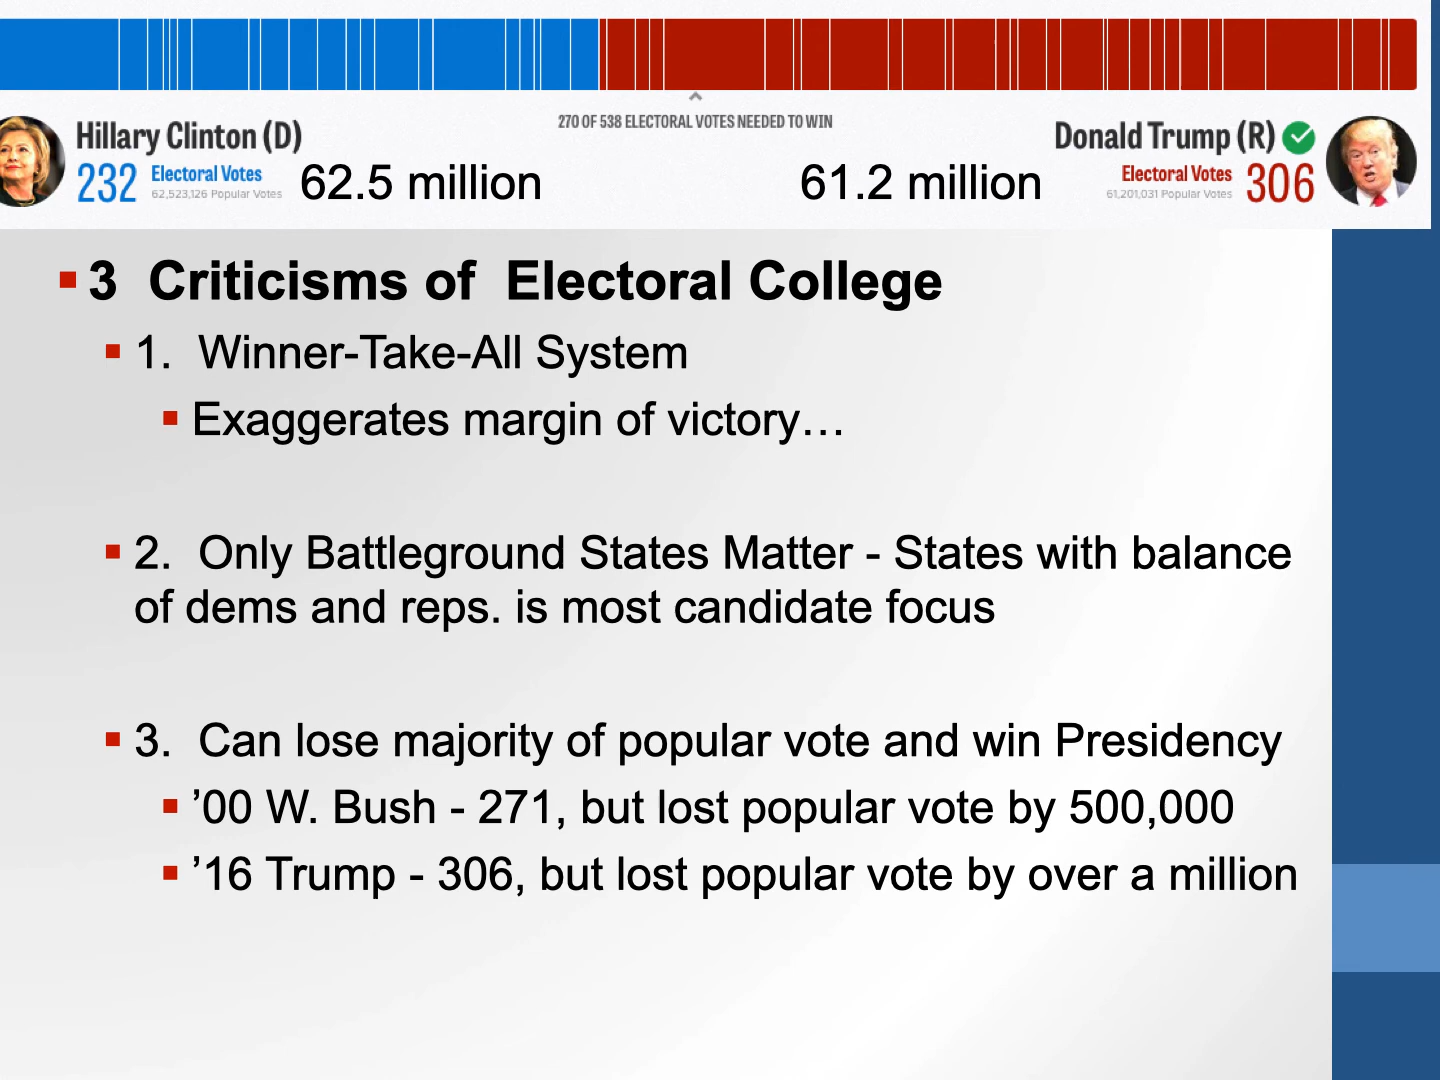 270 OF 538 ELECTORAL VOTES NEEDED TO WIN
Hillary Clinton (D)
232 Electoral Votes
62,523,126 Popular Votes
62.5 million
61.2 million
Donald Trump (R)
Electoral Votes 306
61,201,031 Popular Votes
3 Criticisms of Electoral College
1. Winner-Take-All System
Exaggerates margin of victory…
2. Only Battleground States Matter - States with balance
of dems and reps. is most candidate focus
3. Can lose majority of popular vote and win Presidency
’00 W. Bush - 271, but lost popular vote by 500,000
’16 Trump - 306, but lost popular vote by over a million